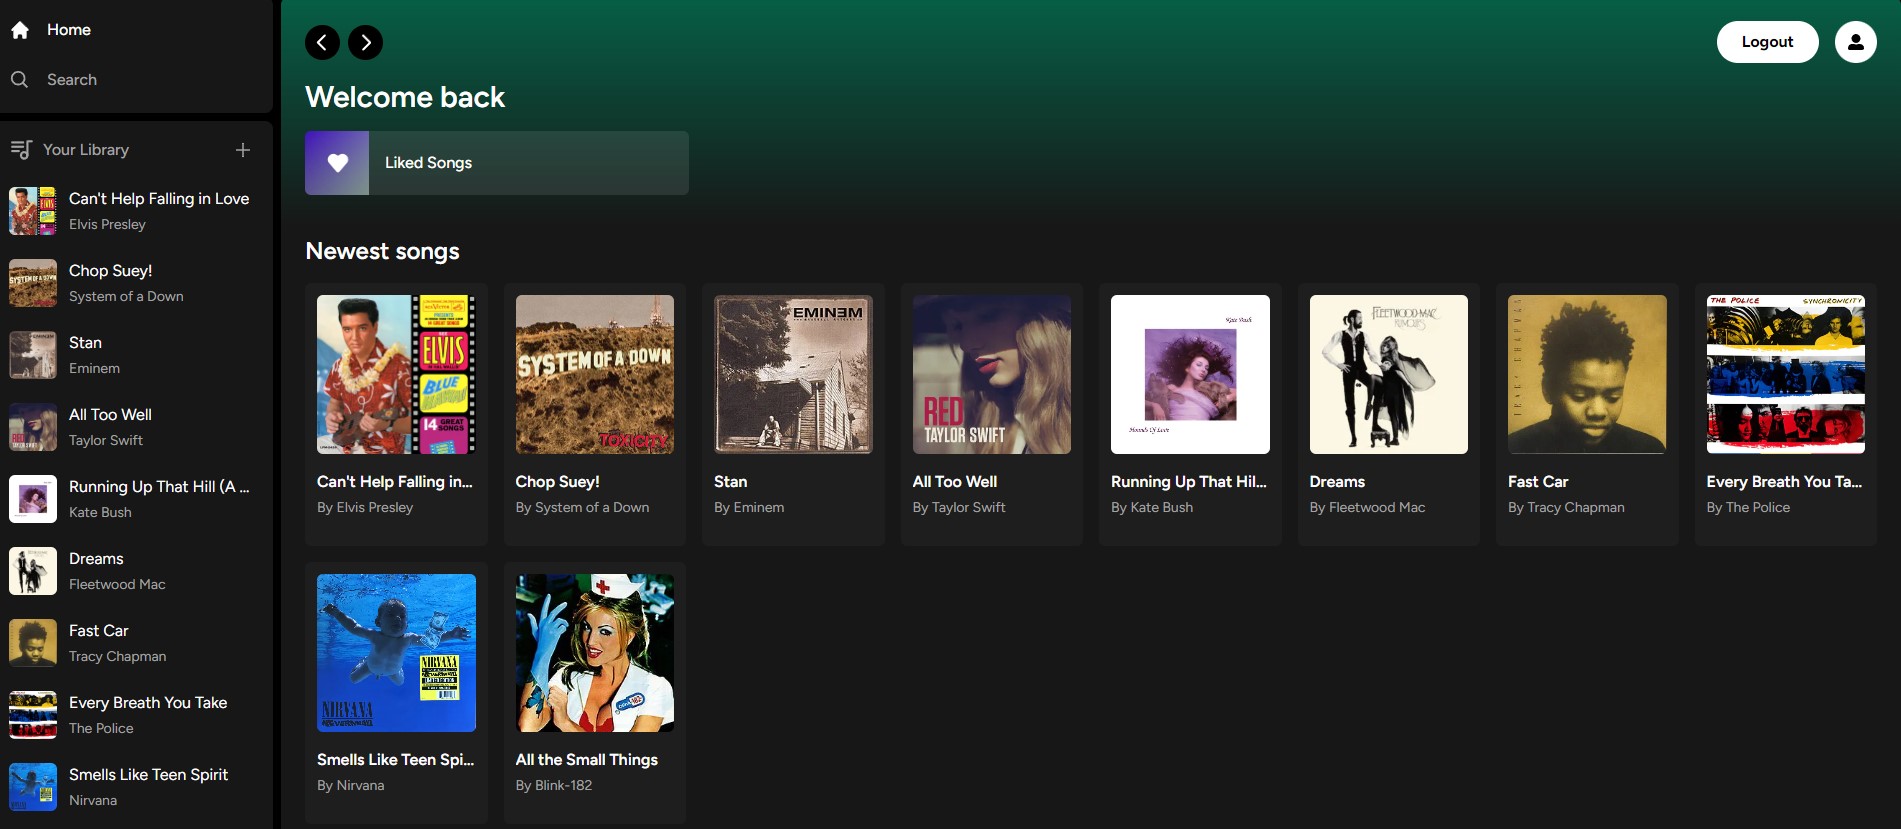 Home
Search
Your Library
Can't Help Falling in Love
Elvis Presley
Chop Suey!
System of a Down
Stan
Eminem
All Too Well
Taylor Swift
Running Up That Hill (A ...
Kate Bush
Dreams
Fleetwood Mac
Fast Car
Tracy Chapman
Every Breath You Take
The Police
Smells Like Teen Spirit
Nirvana
Logout
Welcome back
Liked Songs
Newest songs
ELVIS
BLUE
HAWAII
14 GREAT
SONGS
Can't Help Falling in...
By Elvis Presley
SYSTEM OF A DOWN
TOXICITY
Chop Suey!
By System of a Down
EMINEM
Stan
By Eminem
RED
TAYLOR SWIFT
All Too Well
By Taylor Swift
Kate Bush
Hounds Of Love
Running Up That Hil...
By Kate Bush
FLEETWOOD MAC
RUMOURS
Dreams
By Fleetwood Mac
TRACY CHAPMAN
Fast Car
By Tracy Chapman
THE POLICE
SYNCHRONICITY
Every Breath You Ta...
By The Police
NIRVANA
NIRVANA
Smells Like Teen Spi...
By Nirvana
All the Small Things
By Blink-182